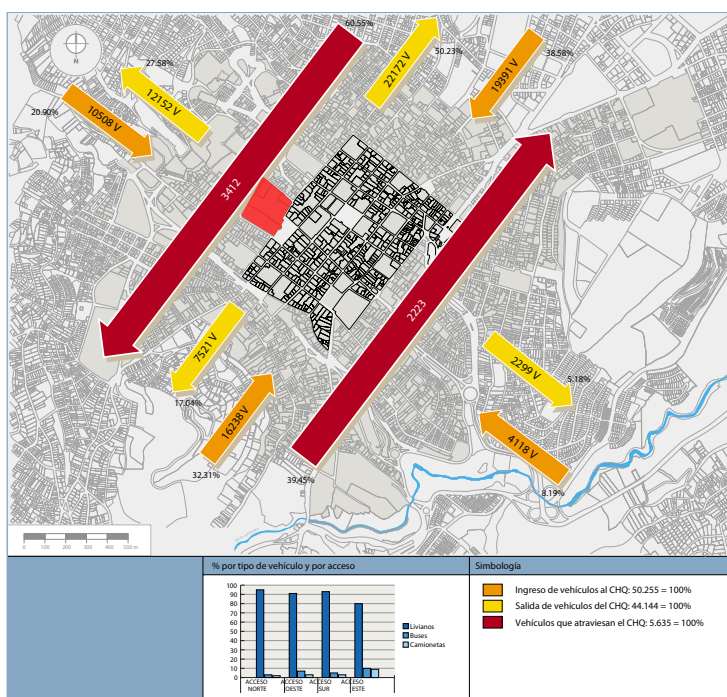 60.55%
50.23%
38.58%
27.58%
22172 V
19391 V
12152 V
20.90%
10508 V
N
3412
2223
7521 V
2299 V
5.18%
17.04%
16238 V
4118 V
32.31%
39.45%
8.19%
0 100 200 300 400 500 m
% por tipo de vehículo y por acceso
100
90
80
70
60
50
40
30
20
10
0
ACCESO NORTE
ACCESO OESTE
ACCESO SUR
ACCESO ESTE
Livianos
Buses
Camionetas
Simbología
Ingreso de vehículos al CHQ: 50.255 = 100%
Salida de vehículos del CHQ: 44.144 = 100%
Vehículos que atraviesan el CHQ: 5.635 = 100%